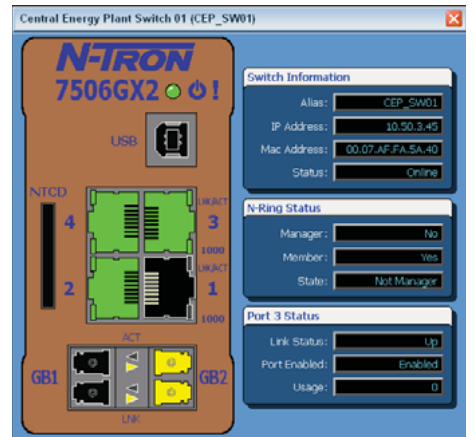 Central Energy Plant Switch 01 (CEP_SW01)
N-TRON
7506GX2
!
USB
NTCD
LNK/ACT
4
3
1000
LNK/ACT
2
1
1000
ACT
GB1
GB2
LNK
Switch Information
Alias: CEP_SW01
IP Address: 10.50.3.45
Mac Address: 00.07.AF.FA.5A.40
Status: Online
N-Ring Status
Manager: No
Member: Yes
State: Not Manager
Port 3 Status
Link Status: Up
Port Enabled: Enabled
Usage: 0